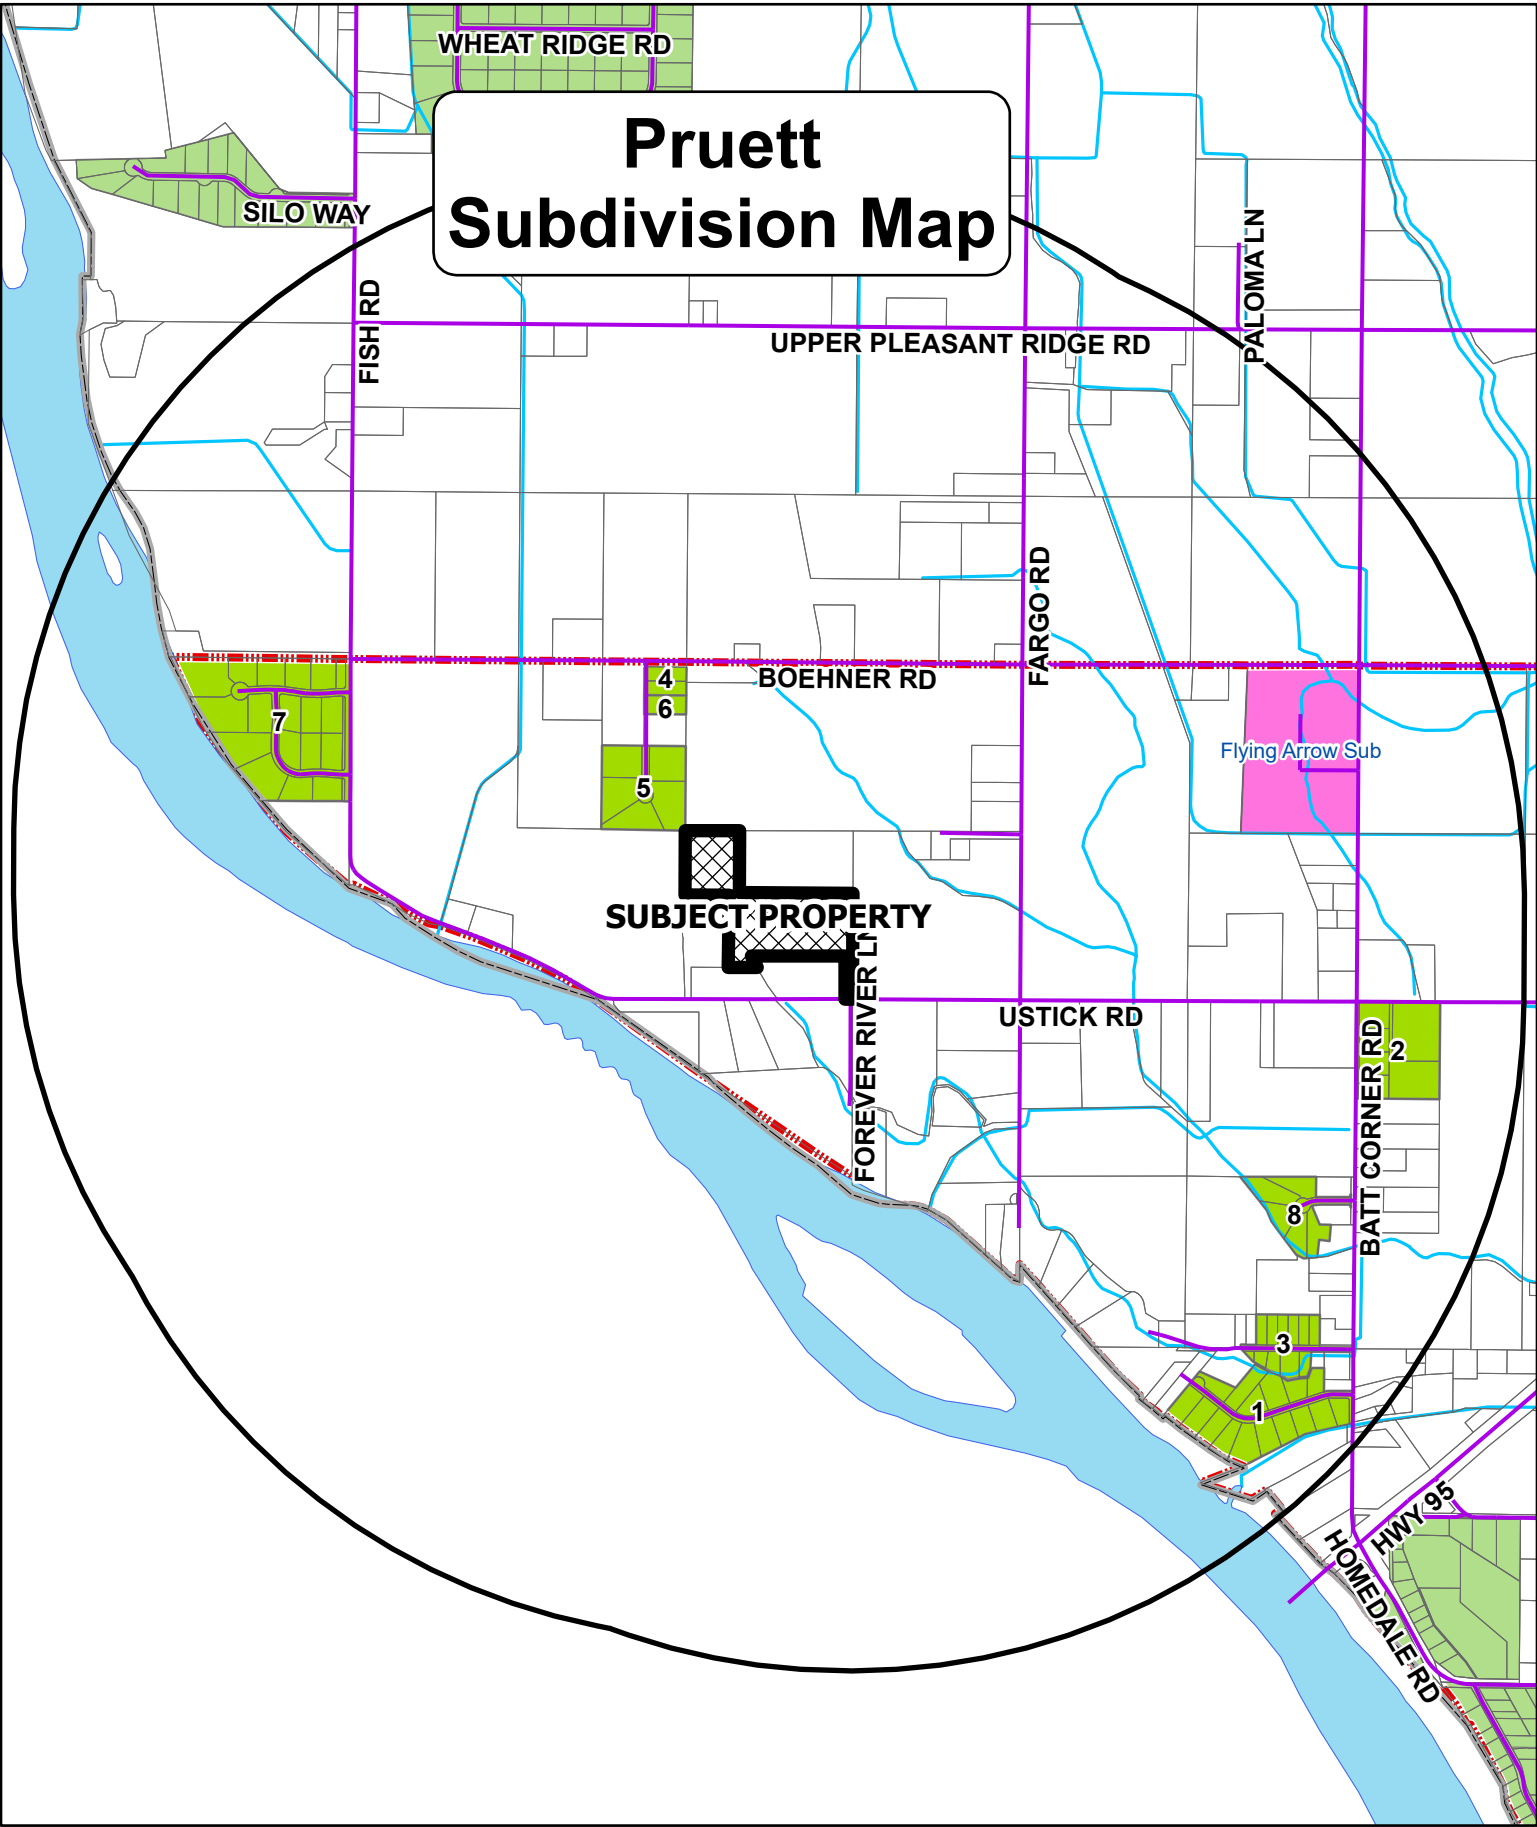 WHEAT RIDGE RD
Pruett
Subdivision Map
SILO WAY
FISH RD
PALOMA LN
UPPER PLEASANT RIDGE RD
FARGO RD
BOEHNER RD
4
6
7
5
Flying Arrow Sub
SUBJECT PROPERTY
FOREVER RIVER LN
USTICK RD
BATT CORNER RD
2
8
3
1
HWY 95
HOMEDALE RD